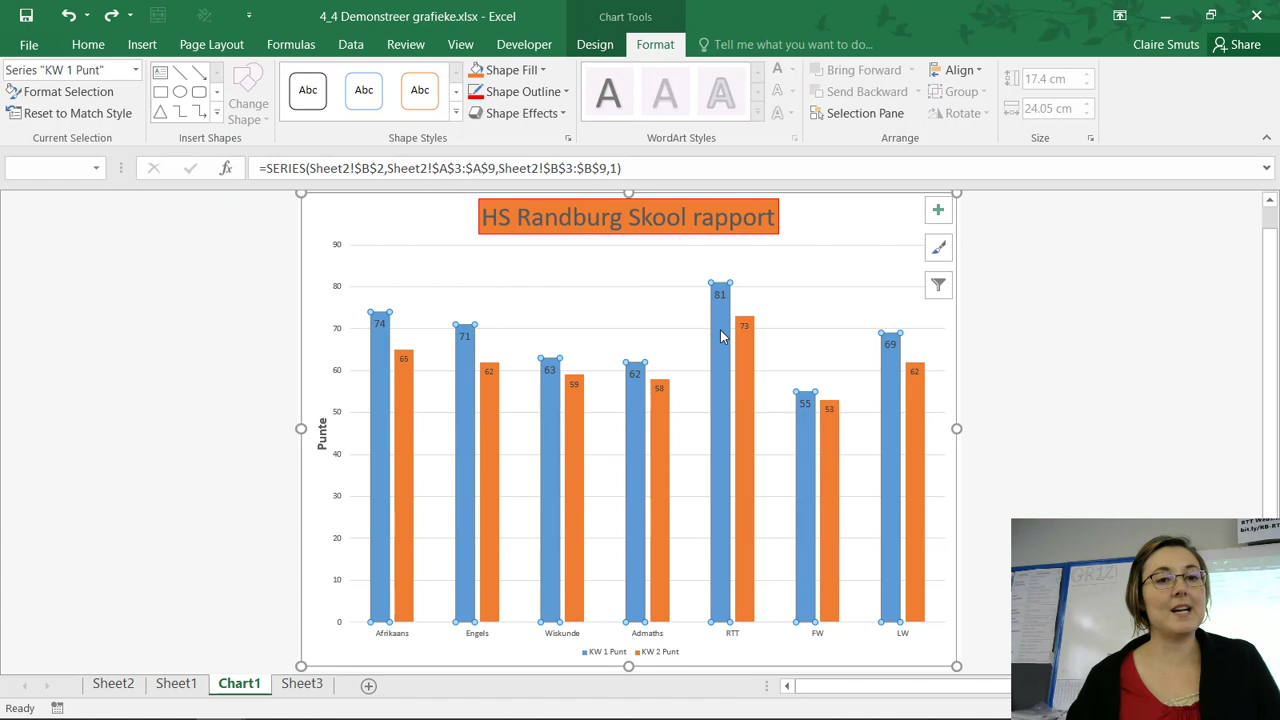 4_4 Demonstreer grafieke.xlsx - Excel
Chart Tools
File
Home
Insert
Page Layout
Formulas
Data
Review
View
Developer
Design
Format
Tell me what you want to do...
Claire Smuts
Share
Series "KW 1 Punt"
Format Selection
Reset to Match Style
Current Selection
Change
Shape
Insert Shapes
Abc
Abc
Abc
Shape Fill
Shape Outline
Shape Effects
Shape Styles
A
A
A
WordArt Styles
Bring Forward
Send Backward
Selection Pane
Align
Group
Rotate
Arrange
17.4 cm
24.05 cm
Size
fx
=SERIES(Sheet2!$B$2,Sheet2!$A$3:$A$9,Sheet2!$B$3:$B$9,1)
HS Randburg Skool rapport
90
80
70
60
50
40
30
20
10
0
Punte
74
65
71
62
63
59
62
58
81
73
55
53
69
62
Afrikaans
Engels
Wiskunde
Admaths
RTT
FW
LW
KW 1 Punt
KW 2 Punt
Sheet2
Sheet1
Chart1
Sheet3
Ready
GR12